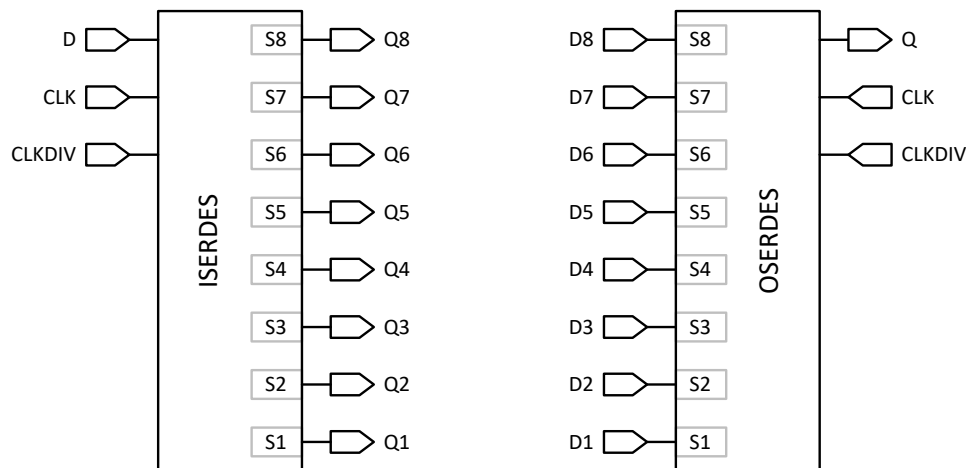 D S8 Q8 D8 S8 Q
CLK S7 Q7 D7 S7 CLK
CLKDIV S6 Q6 D6 S6 CLKDIV
S5 Q5 D5 S5
ISERDES
OSERDES
S4 Q4 D4 S4
S3 Q3 D3 S3
S2 Q2 D2 S2
S1 Q1 D1 S1